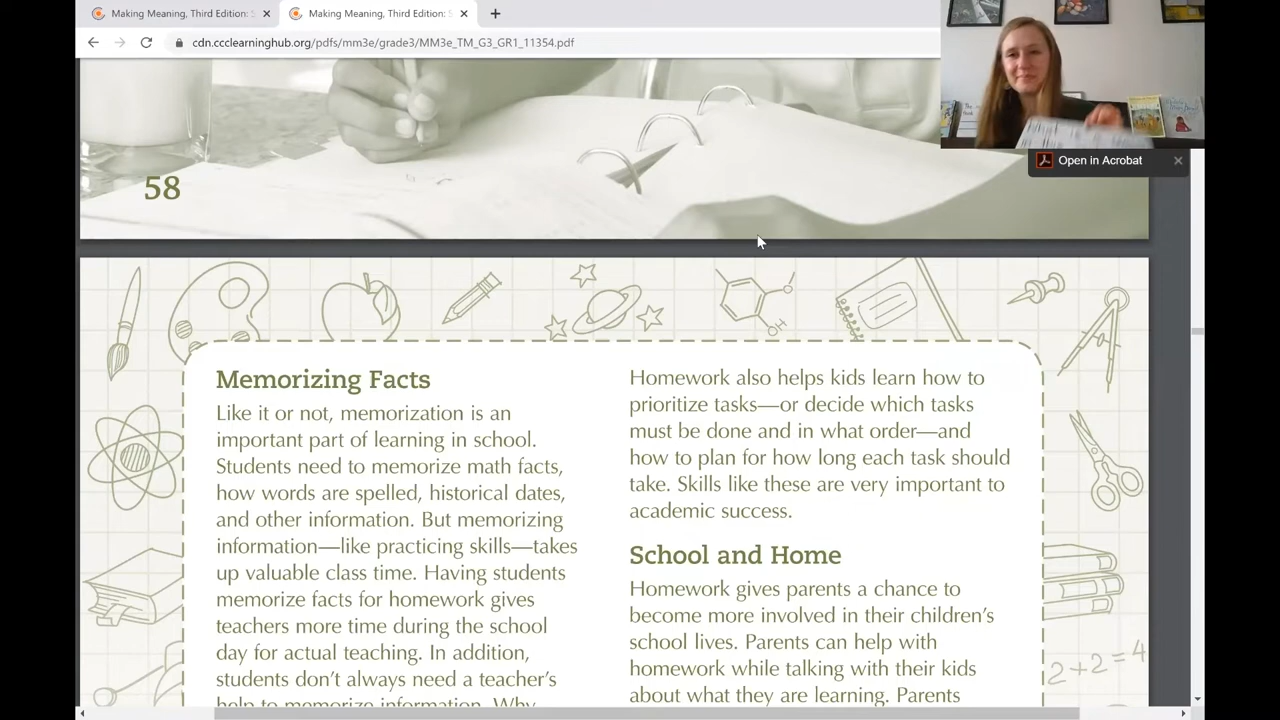 Making Meaning, Third Edition: S
Making Meaning, Third Edition: S
cdn.ccclearninghub.org/pdfs/mm3e/grade3/MM3e_TM_G3_GR1_11354.pdf
Open in Acrobat
58
Memorizing Facts
Like it or not, memorization is an
important part of learning in school.
Students need to memorize math facts,
how words are spelled, historical dates,
and other information. But memorizing
information—like practicing skills—takes
up valuable class time. Having students
memorize facts for homework gives
teachers more time during the school
day for actual teaching. In addition,
students don't always need a teacher's
help to memorize information. Why
Homework also helps kids learn how to
prioritize tasks—or decide which tasks
must be done and in what order—and
how to plan for how long each task should
take. Skills like these are very important to
academic success.
School and Home
Homework gives parents a chance to
become more involved in their children's
school lives. Parents can help with
homework while talking with their kids
about what they are learning. Parents
OH
2+2=4